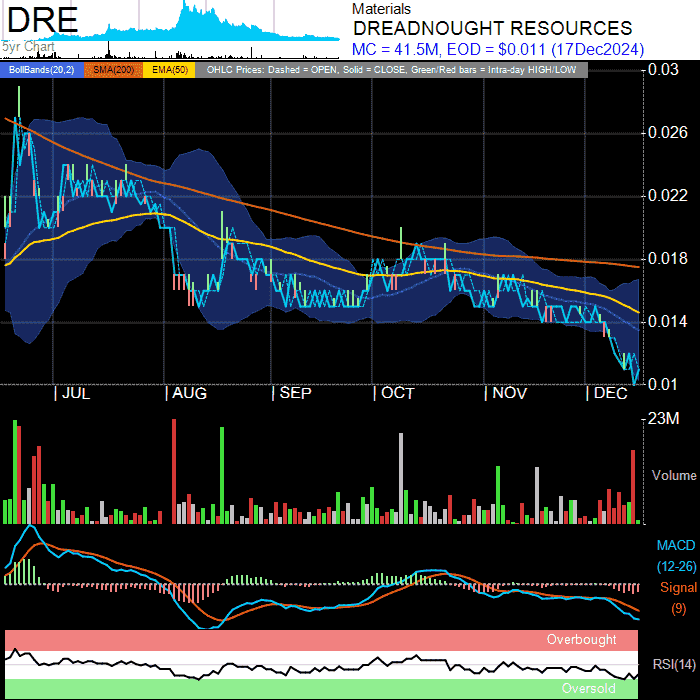 DRE
5yr Chart
Materials
DREADNOUGHT RESOURCES
MC = 41.5M, EOD = $0.011 (17Dec2024)
BollBands(20,2) SMA(200) EMA(50) OHLC Prices: Dashed = OPEN, Solid = CLOSE, Green/Red bars = Intra-day HIGH/LOW
0.03
0.026
0.022
0.018
0.014
0.01
JUL AUG SEP OCT NOV DEC
23M
Volume
MACD
(12-26)
Signal
(9)
Overbought
RSI(14)
Oversold